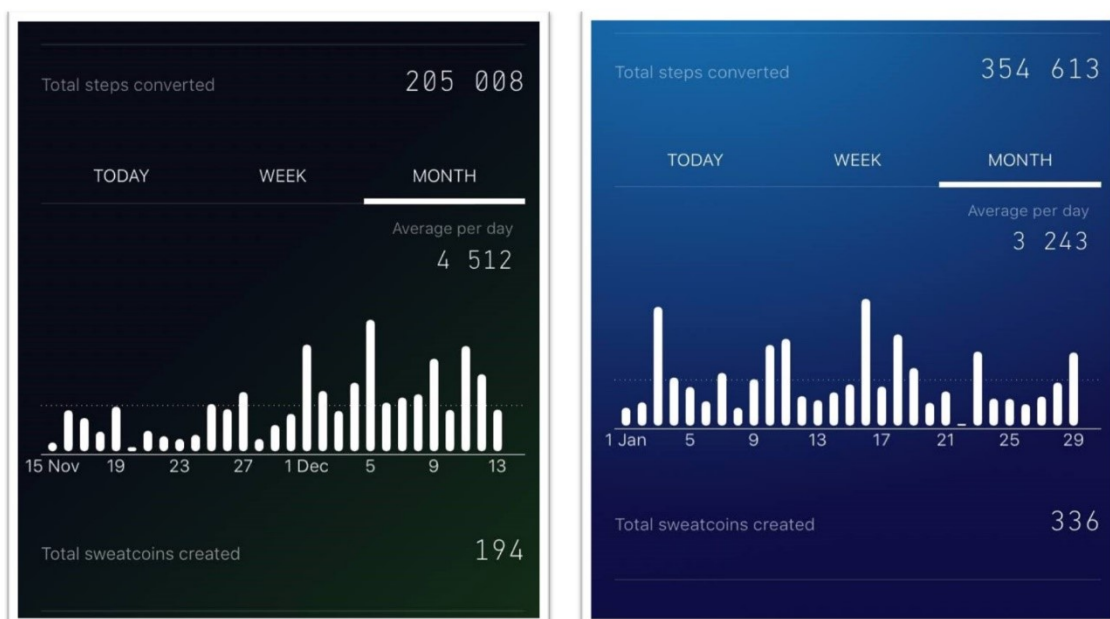 Total steps converted 205 008
TODAY WEEK MONTH
Average per day
4 512
15 Nov 19 23 27 1 Dec 5 9 13
Total sweatcoins created 194
Total steps converted 354 613
TODAY WEEK MONTH
Average per day
3 243
1 Jan 5 9 13 17 21 25 29
Total sweatcoins created 336